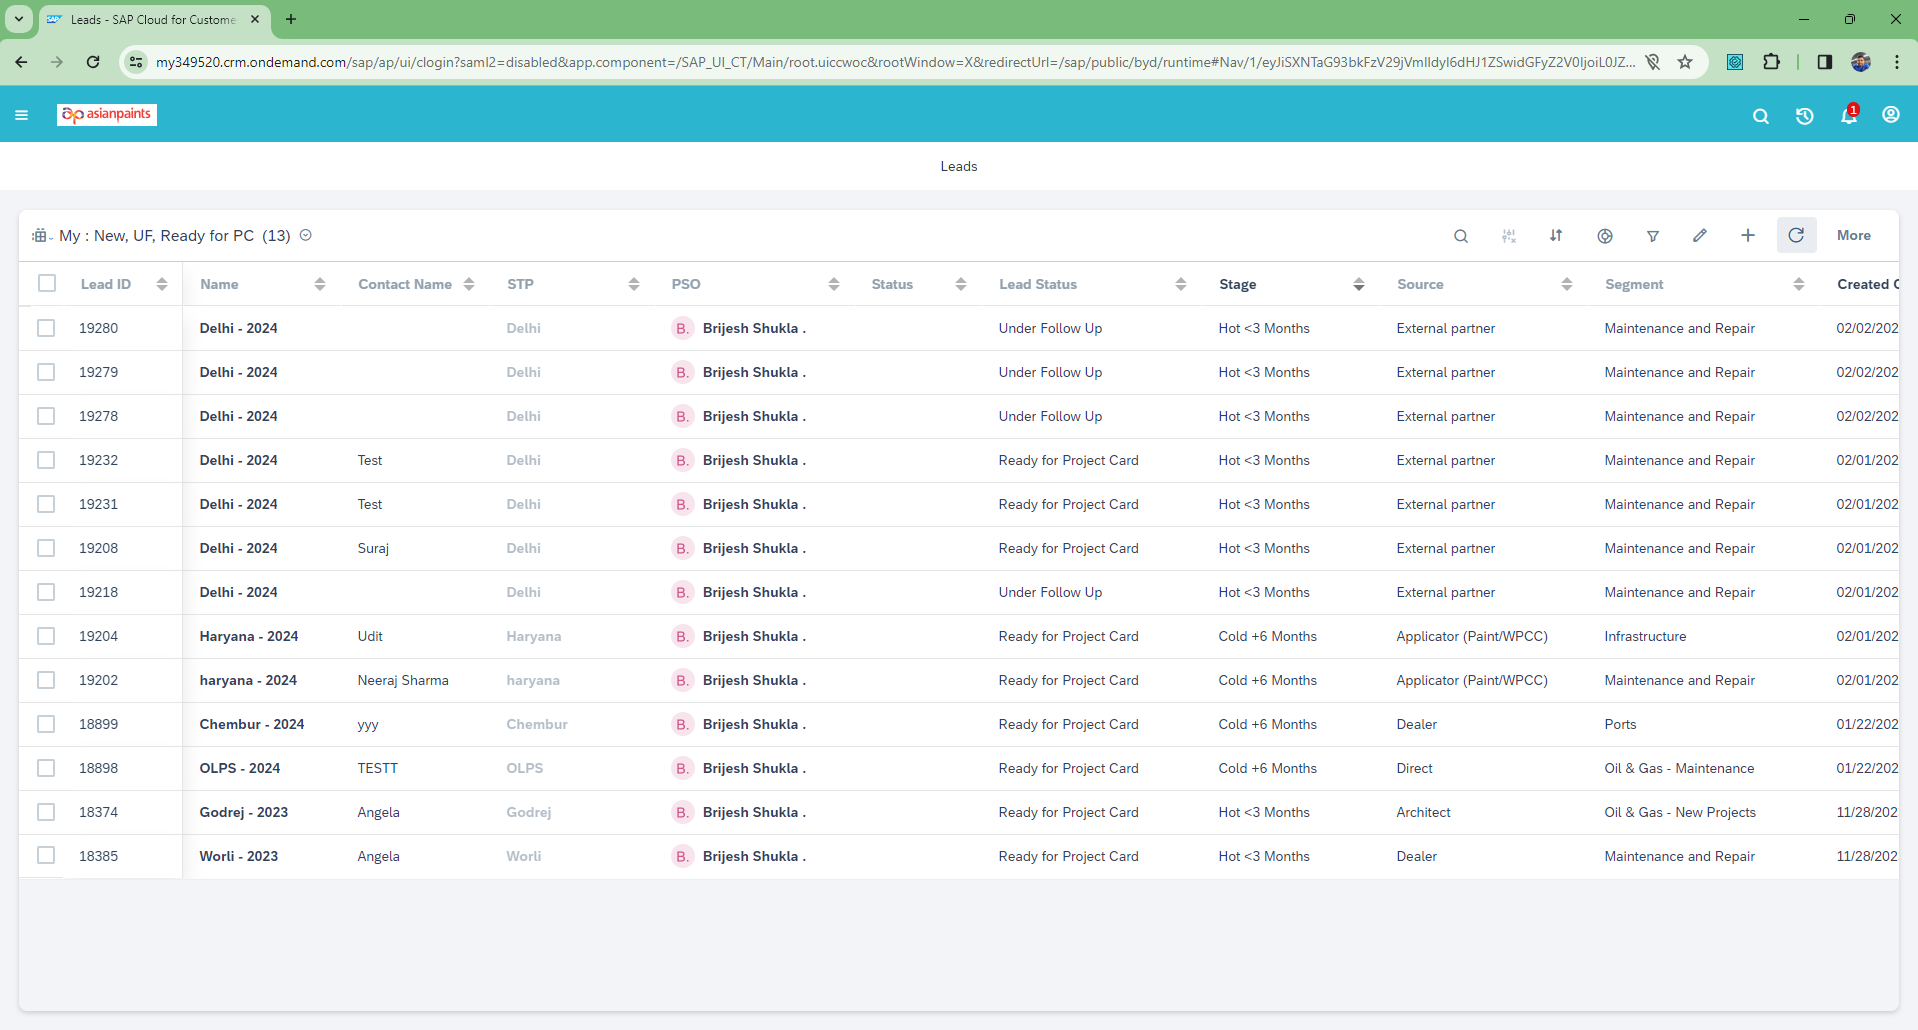 Leads - SAP Cloud for Custome
my349520.crm.ondemand.com/sap/ap/ui/clogin?saml2=disabled&app.component=/SAP_UI_CT/Main/root.uiccwoc&rootWindow=X&redirectUrl=/sap/public/byd/runtime#Nav/1/eyJiSXNTaG93bkFzV29jVmlldyI6dHJ1ZSwidGFyZ2V0IjoiL0JZ...
asianpaints
1
Leads
My : New, UF, Ready for PC (13)
More
Lead ID Name Contact Name STP PSO Status Lead Status Stage Source Segment Created O
19280 Delhi - 2024 Delhi B. Brijesh Shukla . Under Follow Up Hot <3 Months External partner Maintenance and Repair 02/02/202
19279 Delhi - 2024 Delhi B. Brijesh Shukla . Under Follow Up Hot <3 Months External partner Maintenance and Repair 02/02/202
19278 Delhi - 2024 Delhi B. Brijesh Shukla . Under Follow Up Hot <3 Months External partner Maintenance and Repair 02/02/202
19232 Delhi - 2024 Test Delhi B. Brijesh Shukla . Ready for Project Card Hot <3 Months External partner Maintenance and Repair 02/01/202
19231 Delhi - 2024 Test Delhi B. Brijesh Shukla . Ready for Project Card Hot <3 Months External partner Maintenance and Repair 02/01/202
19208 Delhi - 2024 Suraj Delhi B. Brijesh Shukla . Ready for Project Card Hot <3 Months External partner Maintenance and Repair 02/01/202
19218 Delhi - 2024 Delhi B. Brijesh Shukla . Under Follow Up Hot <3 Months External partner Maintenance and Repair 02/01/202
19204 Haryana - 2024 Udit Haryana B. Brijesh Shukla . Ready for Project Card Cold +6 Months Applicator (Paint/WPCC) Infrastructure 02/01/202
19202 haryana - 2024 Neeraj Sharma haryana B. Brijesh Shukla . Ready for Project Card Cold +6 Months Applicator (Paint/WPCC) Maintenance and Repair 02/01/202
18899 Chembur - 2024 yyy Chembur B. Brijesh Shukla . Ready for Project Card Cold +6 Months Dealer Ports 01/22/202
18898 OLPS - 2024 TESTT OLPS B. Brijesh Shukla . Ready for Project Card Cold +6 Months Direct Oil & Gas - Maintenance 01/22/202
18374 Godrej - 2023 Angela Godrej B. Brijesh Shukla . Ready for Project Card Hot <3 Months Architect Oil & Gas - New Projects 11/28/202
18385 Worli - 2023 Angela Worli B. Brijesh Shukla . Ready for Project Card Hot <3 Months Dealer Maintenance and Repair 11/28/202